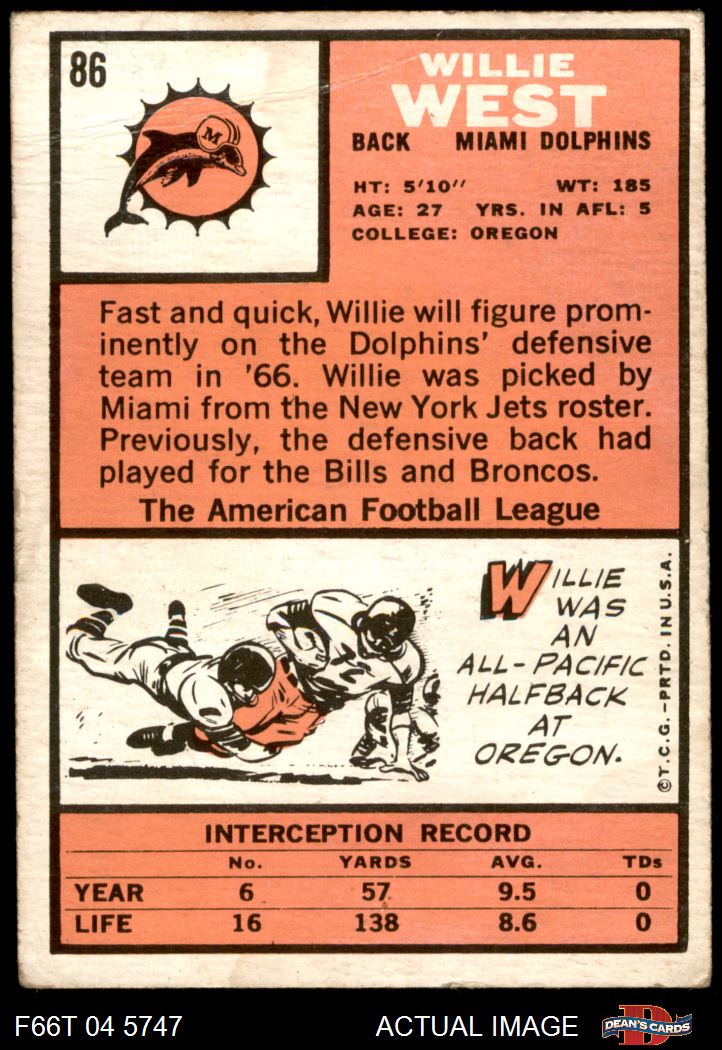 86
M
WILLIE
WEST
BACK MIAMI DOLPHINS
HT: 5'10" WT: 185
AGE: 27 YRS. IN AFL: 5
COLLEGE: OREGON
Fast and quick, Willie will figure prom-
inently on the Dolphins' defensive
team in '66. Willie was picked by
Miami from the New York Jets roster.
Previously, the defensive back had
played for the Bills and Broncos.
The American Football League
WILLIE
WAS
AN
ALL-PACIFIC
HALFBACK
AT
OREGON.
©T.C.G.-PRTD. IN U.S.A.
INTERCEPTION RECORD
No. YARDS AVG. TDs
YEAR 6 57 9.5 0
LIFE 16 138 8.6 0
F66T 04 5747 ACTUAL IMAGE D DEAN'S CARDS